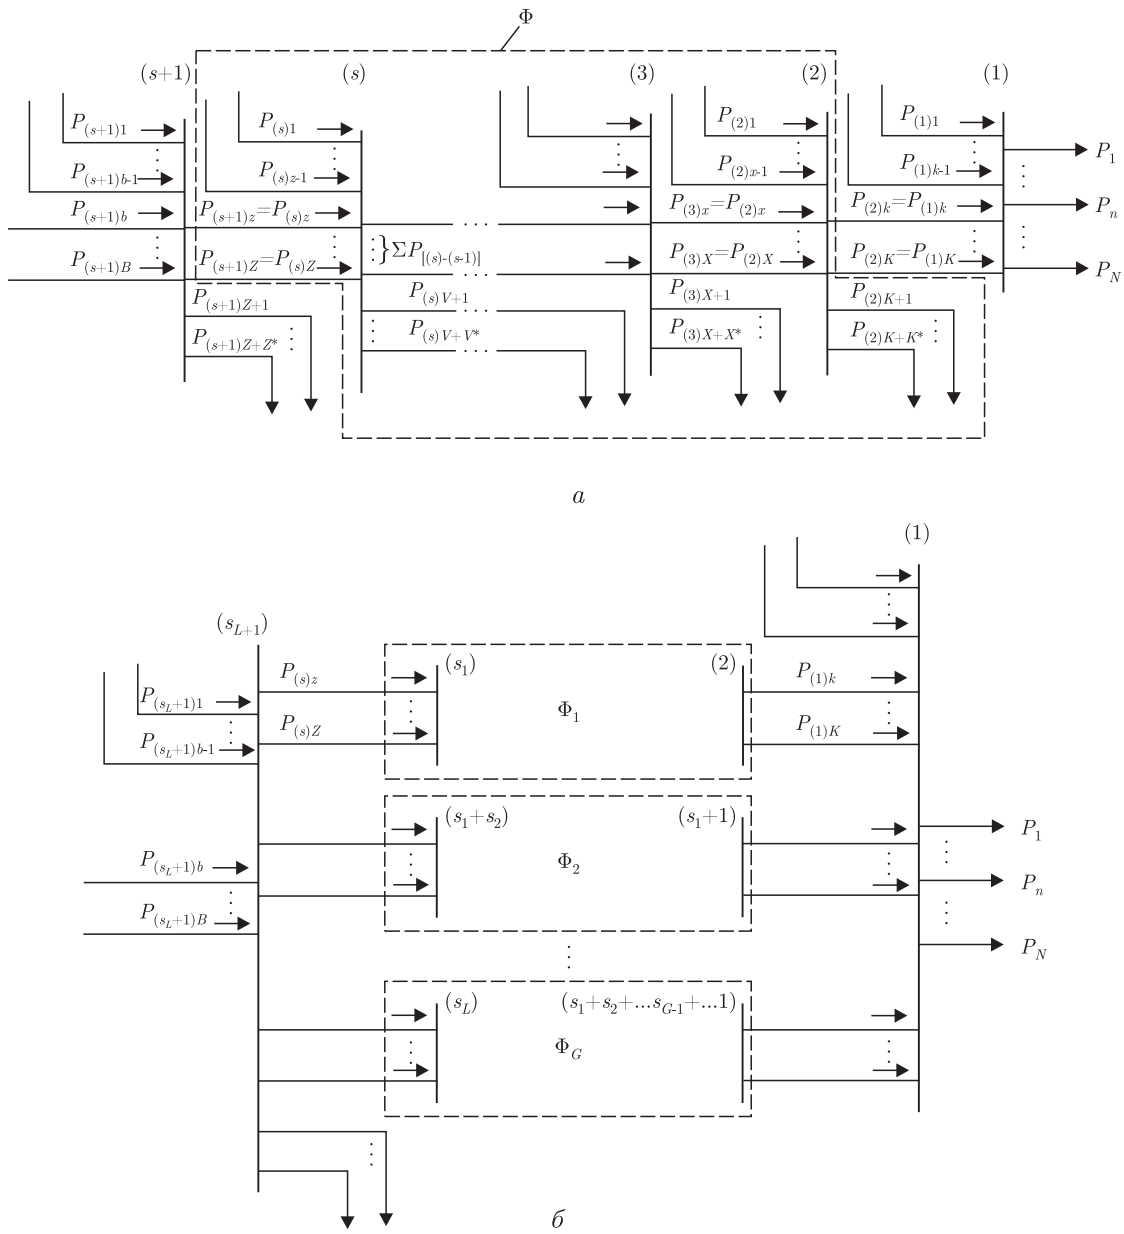 Φ
(s+1) (s) (3) (2) (1)
P(s+1)1 P(s)1 P(2)1 P(1)1
P1
P(s+1)b-1 P(s)z-1 P(2)x-1 P(1)k-1
P(s+1)b P(s+1)z=P(s)z P(3)x=P(2)x P(2)k=P(1)k Pn
P(s+1)B P(s+1)Z=P(s)Z }ΣP[(s)-(s-1)] P(3)X=P(2)X P(2)K=P(1)K PN
P(s+1)Z+1 P(s)V+1 P(3)X+1 P(2)K+1
P(s+1)Z+Z* P(s)V+V* P(3)X+X* P(2)K+K*
а
(1)
(sL+1)
(s1) (2)
P(s)z P(1)k
P(sL+1)1
Φ1
P(s)Z P(1)K
P(sL+1)b-1
(s1+s2) (s1+1)
P1
P(sL+1)b Φ2
Pn
P(sL+1)B
PN
(sL) (s1+s2+...sG-1+...1)
ΦG
б